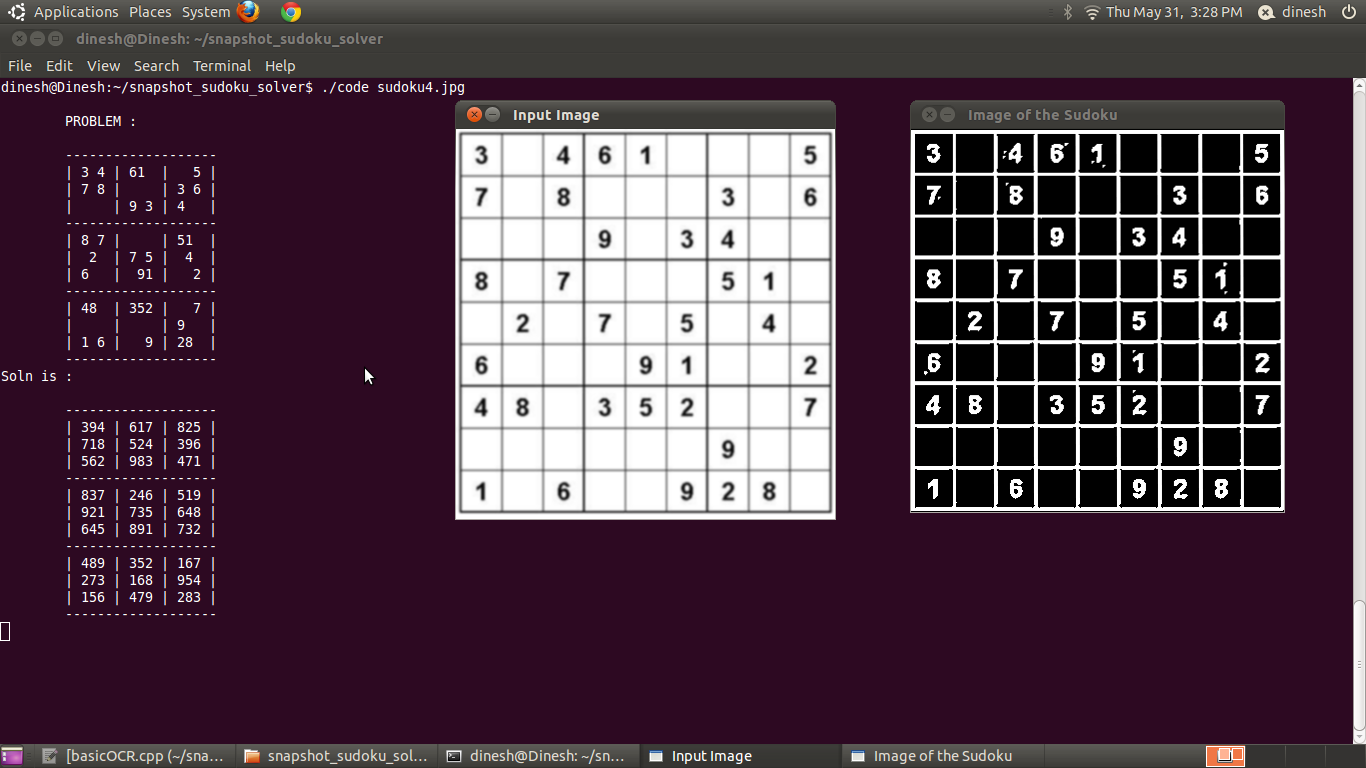 Applications Places System Thu May 31, 3:28 PM dinesh
dinesh@Dinesh: ~/snapshot_sudoku_solver
File Edit View Search Terminal Help
dinesh@Dinesh:~/snapshot_sudoku_solver$ ./code sudoku4.jpg
PROBLEM :
-------------------
| 3 4 | 61  |   5 |
| 7 8 |     | 3 6 |
|     | 9 3 | 4   |
-------------------
| 8 7 |     | 51  |
|  2  | 7 5 |  4  |
| 6   |  91 |   2 |
-------------------
| 48  | 352 |   7 |
|     |     | 9   |
| 1 6 |   9 | 28  |
-------------------
Soln is :
-------------------
| 394 | 617 | 825 |
| 718 | 524 | 396 |
| 562 | 983 | 471 |
-------------------
| 837 | 246 | 519 |
| 921 | 735 | 648 |
| 645 | 891 | 732 |
-------------------
| 489 | 352 | 167 |
| 273 | 168 | 954 |
| 156 | 479 | 283 |
-------------------
Input Image
3 4 6 1 5
7 8 3 6
9 3 4
8 7 5 1
2 7 5 4
6 9 1 2
4 8 3 5 2 7
9
1 6 9 2 8
Image of the Sudoku
3 4 6 1 5
7 8 3 6
9 3 4
8 7 5 1
2 7 5 4
6 9 1 2
4 8 3 5 2 7
9
1 6 9 2 8
[basicOCR.cpp (~/sna... snapshot_sudoku_sol... dinesh@Dinesh: ~/sn... Input Image Image of the Sudoku